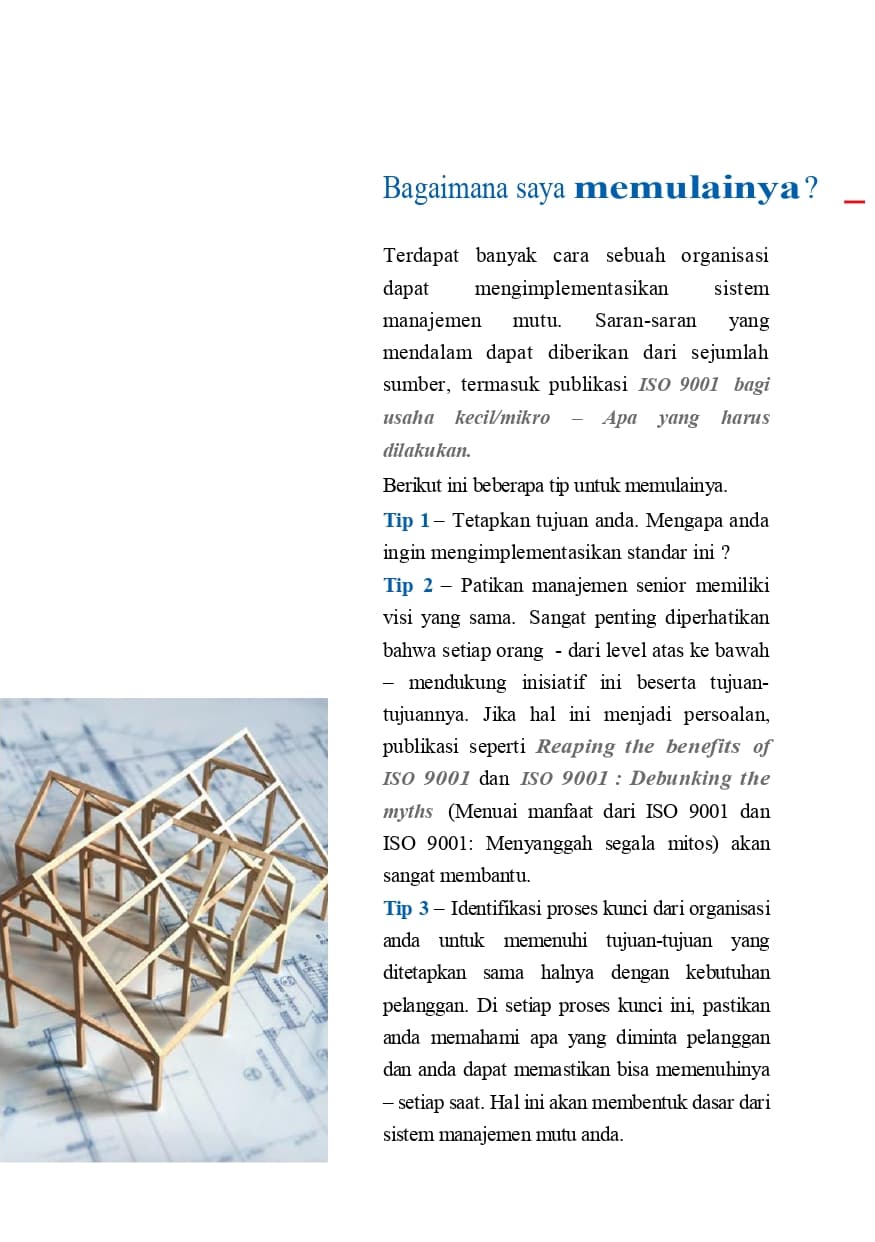 Bagaimana saya memulainya?
Terdapat banyak cara sebuah organisasi
dapat mengimplementasikan sistem
manajemen mutu. Saran-saran yang
mendalam dapat diberikan dari sejumlah
sumber, termasuk publikasi ISO 9001 bagi
usaha kecil/mikro – Apa yang harus
dilakukan.
Berikut ini beberapa tip untuk memulainya.
Tip 1 – Tetapkan tujuan anda. Mengapa anda
ingin mengimplementasikan standar ini ?
Tip 2 – Patikan manajemen senior memiliki
visi yang sama. Sangat penting diperhatikan
bahwa setiap orang - dari level atas ke bawah
– mendukung inisiatif ini beserta tujuan-
tujuannya. Jika hal ini menjadi persoalan,
publikasi seperti Reaping the benefits of
ISO 9001 dan ISO 9001 : Debunking the
myths (Menuai manfaat dari ISO 9001 dan
ISO 9001: Menyanggah segala mitos) akan
sangat membantu.
Tip 3 – Identifikasi proses kunci dari organisasi
anda untuk memenuhi tujuan-tujuan yang
ditetapkan sama halnya dengan kebutuhan
pelanggan. Di setiap proses kunci ini, pastikan
anda memahami apa yang diminta pelanggan
dan anda dapat memastikan bisa memenuhinya
– setiap saat. Hal ini akan membentuk dasar dari
sistem manajemen mutu anda.